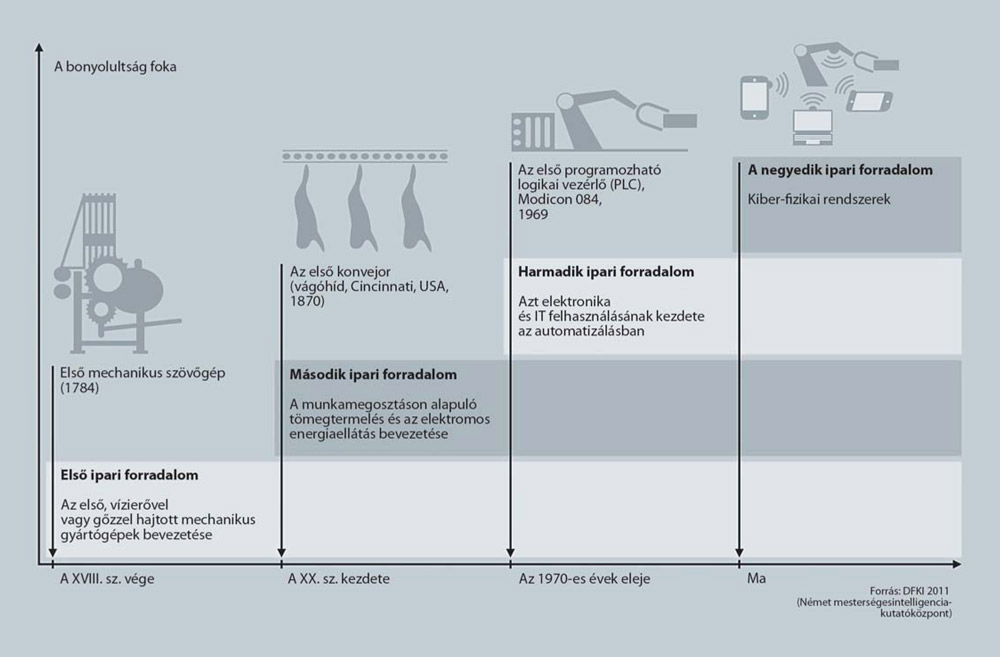 A bonyolultság foka
Első mechanikus szövőgép
(1784)
Első ipari forradalom
Az első, vízierővel
vagy gőzzel hajtott mechanikus
gyártógépek bevezetése
Az első konvejor
(vágóhíd, Cincinnati, USA,
1870)
Második ipari forradalom
A munkamegosztáson alapuló
tömegtermelés és az elektromos
energiaellátás bevezetése
Az első programozható
logikai vezérlő (PLC),
Modicon 084,
1969
Harmadik ipari forradalom
Azt elektronika
és IT felhasználásának kezdete
az automatizálásban
A negyedik ipari forradalom
Kiber-fizikai rendszerek
A XVIII. sz. vége
A XX. sz. kezdete
Az 1970-es évek eleje
Ma
Forrás: DFKI 2011
(Német mesterségesintelligencia-
kutatóközpont)